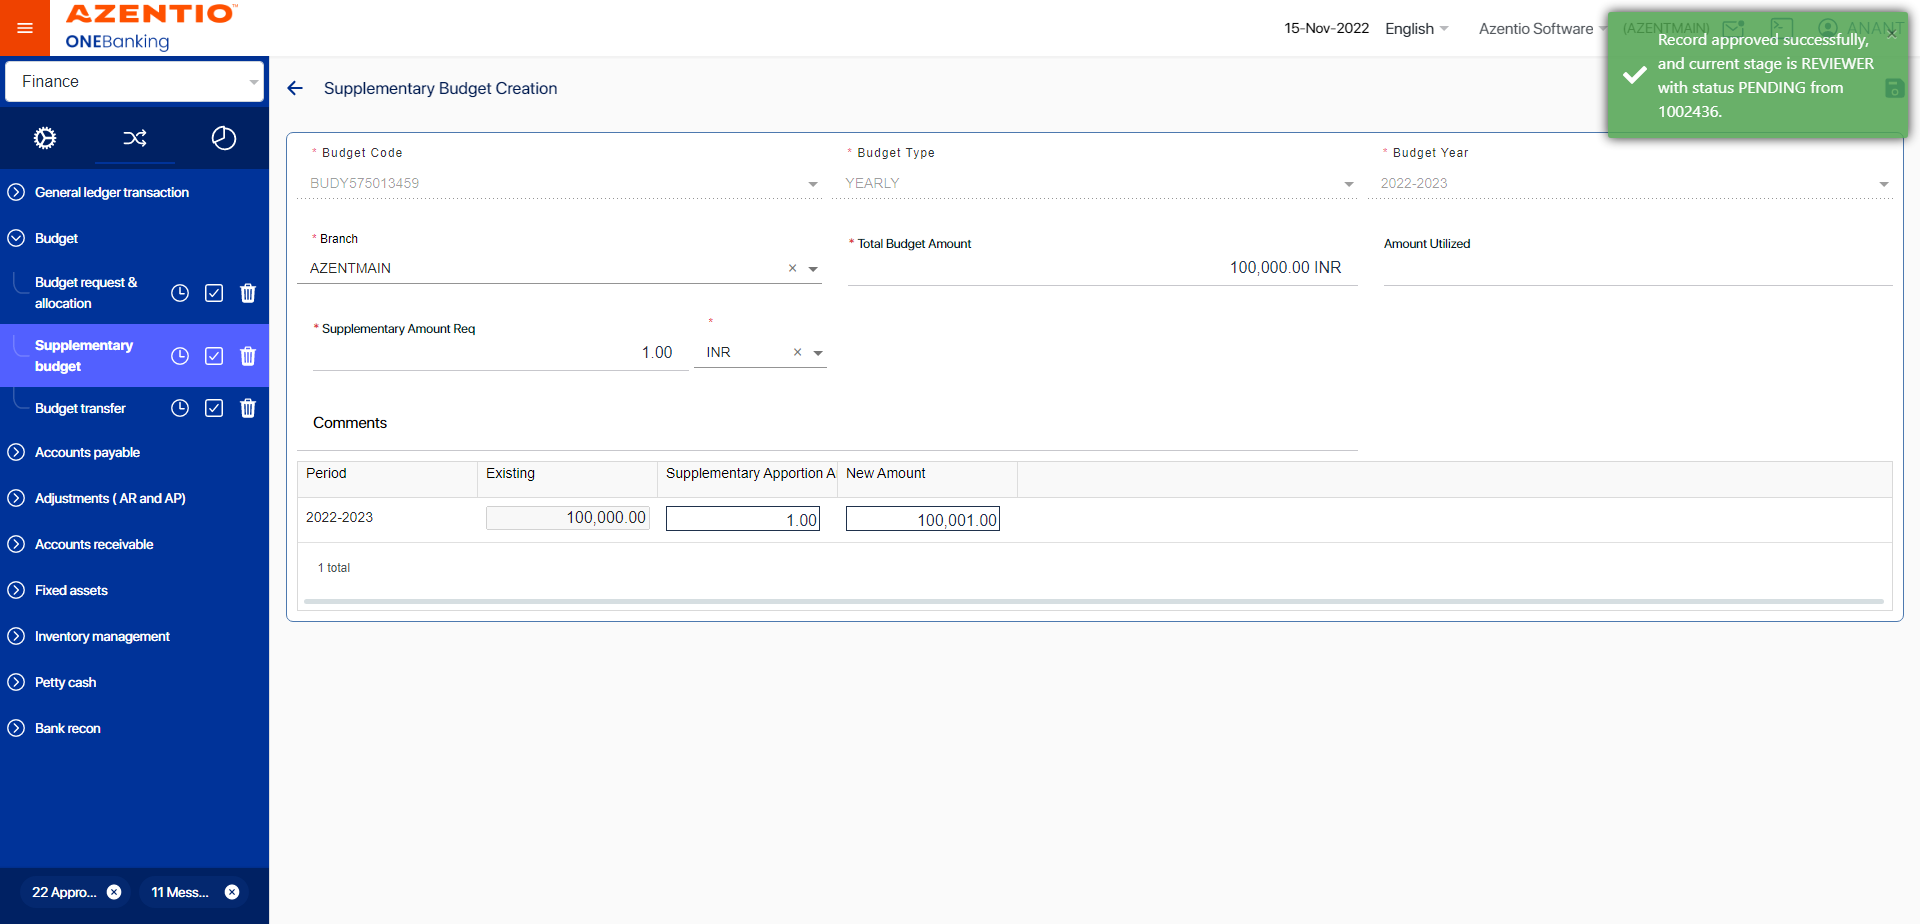 AZENTIO™
ONEBanking
15-Nov-2022
English
Azentio Software
(AZENTMAIN)
ANANT
Record approved successfully,
and current stage is REVIEWER
with status PENDING from
1002436.
×
Finance
Supplementary Budget Creation
General ledger transaction
Budget
Budget request &
allocation
Supplementary
budget
Budget transfer
Accounts payable
Adjustments ( AR and AP)
Accounts receivable
Fixed assets
Inventory management
Petty cash
Bank recon
22 Appro...
11 Mess...
* Budget Code
BUDY575013459
* Budget Type
YEARLY
* Budget Year
2022-2023
* Branch
AZENTMAIN ×
* Total Budget Amount
100,000.00 INR
Amount Utilized
* Supplementary Amount Req
1.00
*
INR ×
Comments
Period Existing Supplementary Apportion A New Amount
2022-2023 100,000.00 1.00 100,001.00
1 total